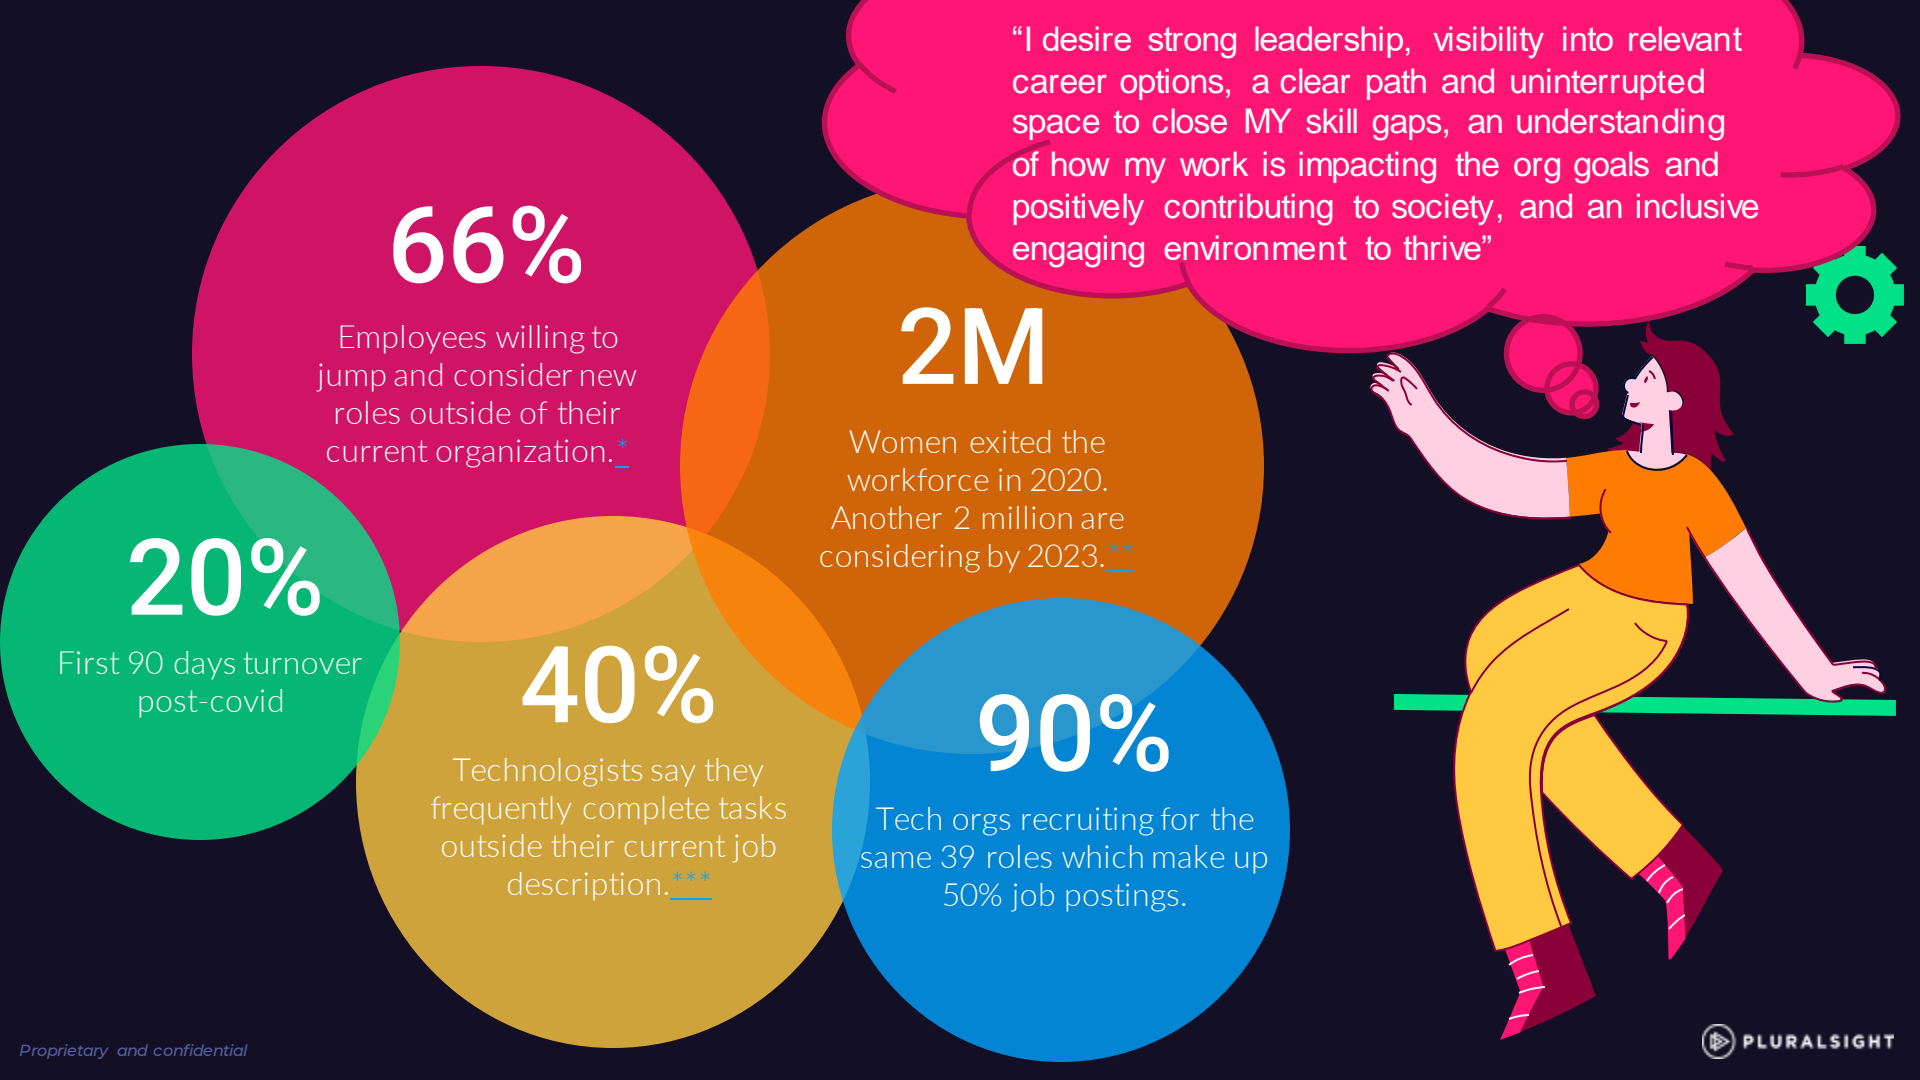 “I desire strong leadership, visibility into relevant
career options, a clear path and uninterrupted
space to close MY skill gaps, an understanding
of how my work is impacting the org goals and
positively contributing to society, and an inclusive
engaging environment to thrive”
66%
Employees willing to
jump and consider new
roles outside of their
current organization.*
2M
Women exited the
workforce in 2020.
Another 2 million are
considering by 2023.**
20%
First 90 days turnover
post-covid
40%
Technologists say they
frequently complete tasks
outside their current job
description.***
90%
Tech orgs recruiting for the
same 39 roles which make up
50% job postings.
Proprietary and confidential
PLURALSIGHT